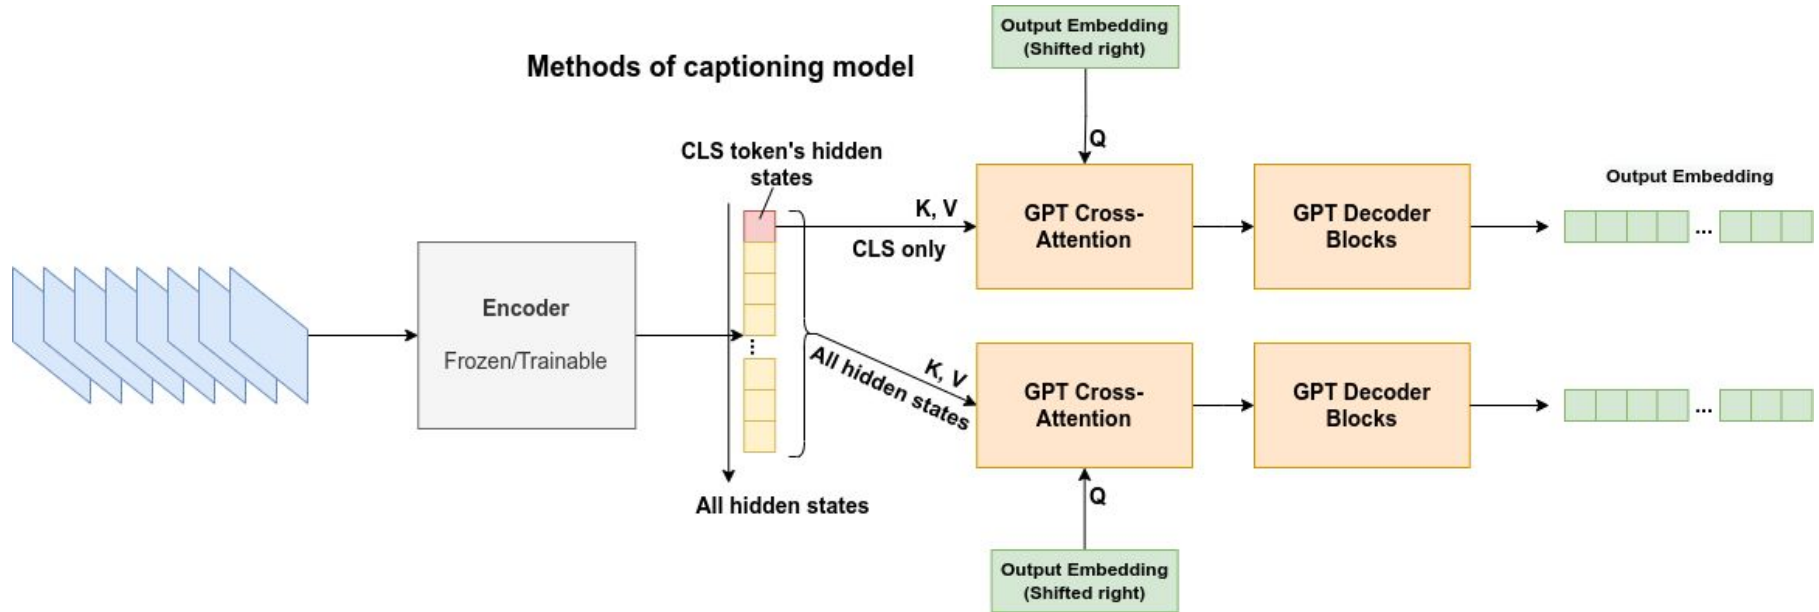 Output Embedding
(Shifted right)
Methods of captioning model
Q
CLS token's hidden
states
K, V
CLS only
GPT Cross-
Attention
GPT Decoder
Blocks
Output Embedding
...
Encoder
Frozen/Trainable
...
K, V
All hidden states
GPT Cross-
Attention
GPT Decoder
Blocks
...
All hidden states
Q
Output Embedding
(Shifted right)